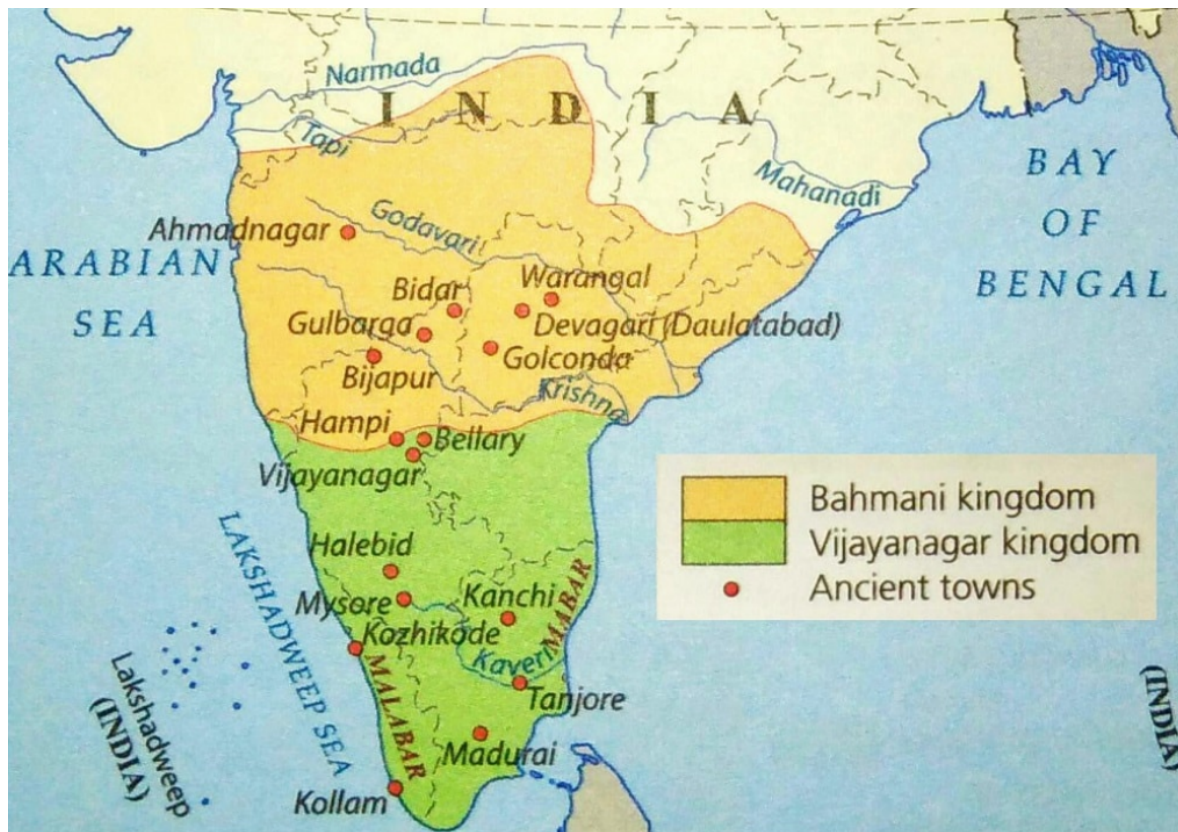 Narmada
I N D I A
Tapi
Mahanadi
BAY
OF
BENGAL
Godavari
Ahmadnagar
ARABIAN
SEA
Warangal
Bidar
Gulbarga
Devagari (Daulatabad)
Golconda
Bijapur
Krishna
Hampi
Bellary
Vijayanagar
Bahmani kingdom
Vijayanagar kingdom
Ancient towns
LAKSHADWEEP SEA
Halebid
Mysore
Kanchi
MABAR
Kozhikode
Kaveri
MALABAR
Tanjore
Madurai
Kollam
Lakshadweep
(INDIA)
(INDIA)